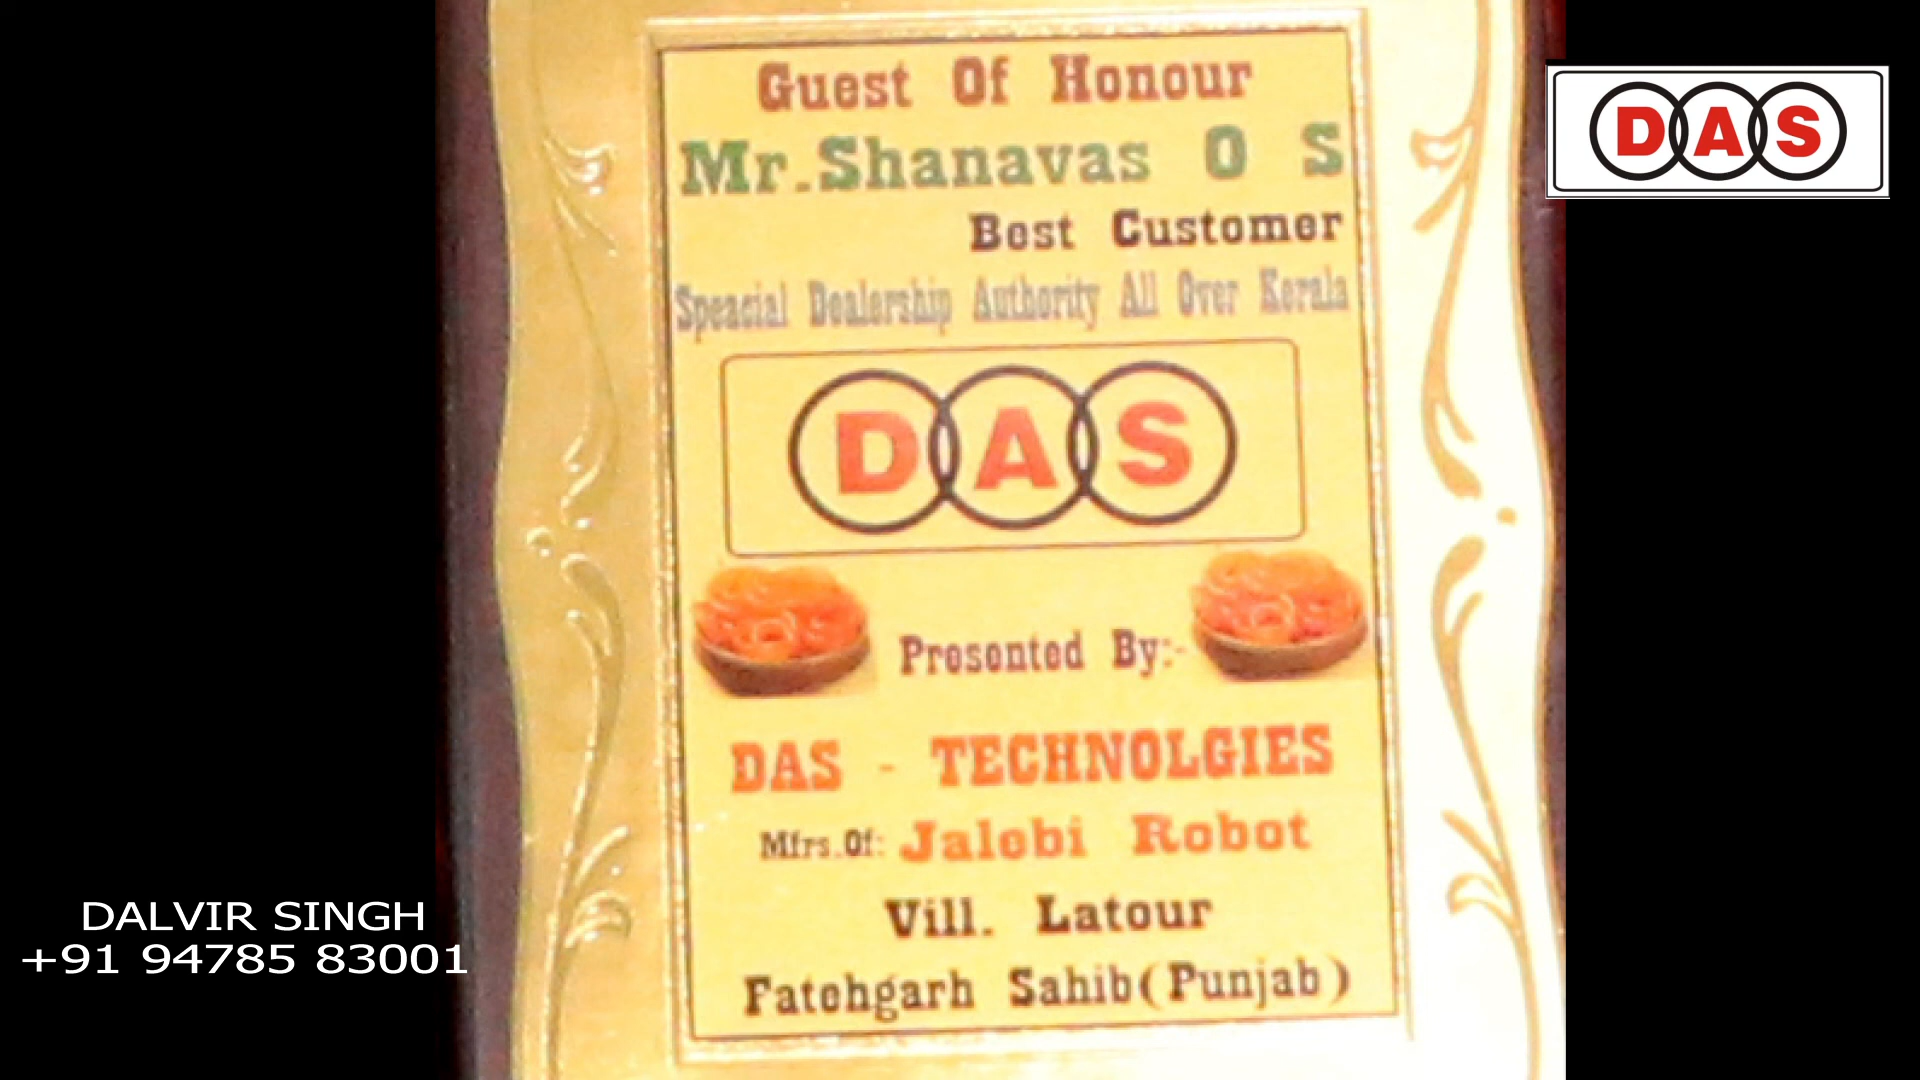 Guest Of Honour
Mr.Shanavas O S
Best Customer
Speacial Dealership Authority All Over Kerala
DAS
Presented By:-
DAS - TECHNOLGIES
Mfrs.Of: Jalebi Robot
Vill. Latour
Fatehgarh Sahib(Punjab)
DAS
DALVIR SINGH
+91 94785 83001